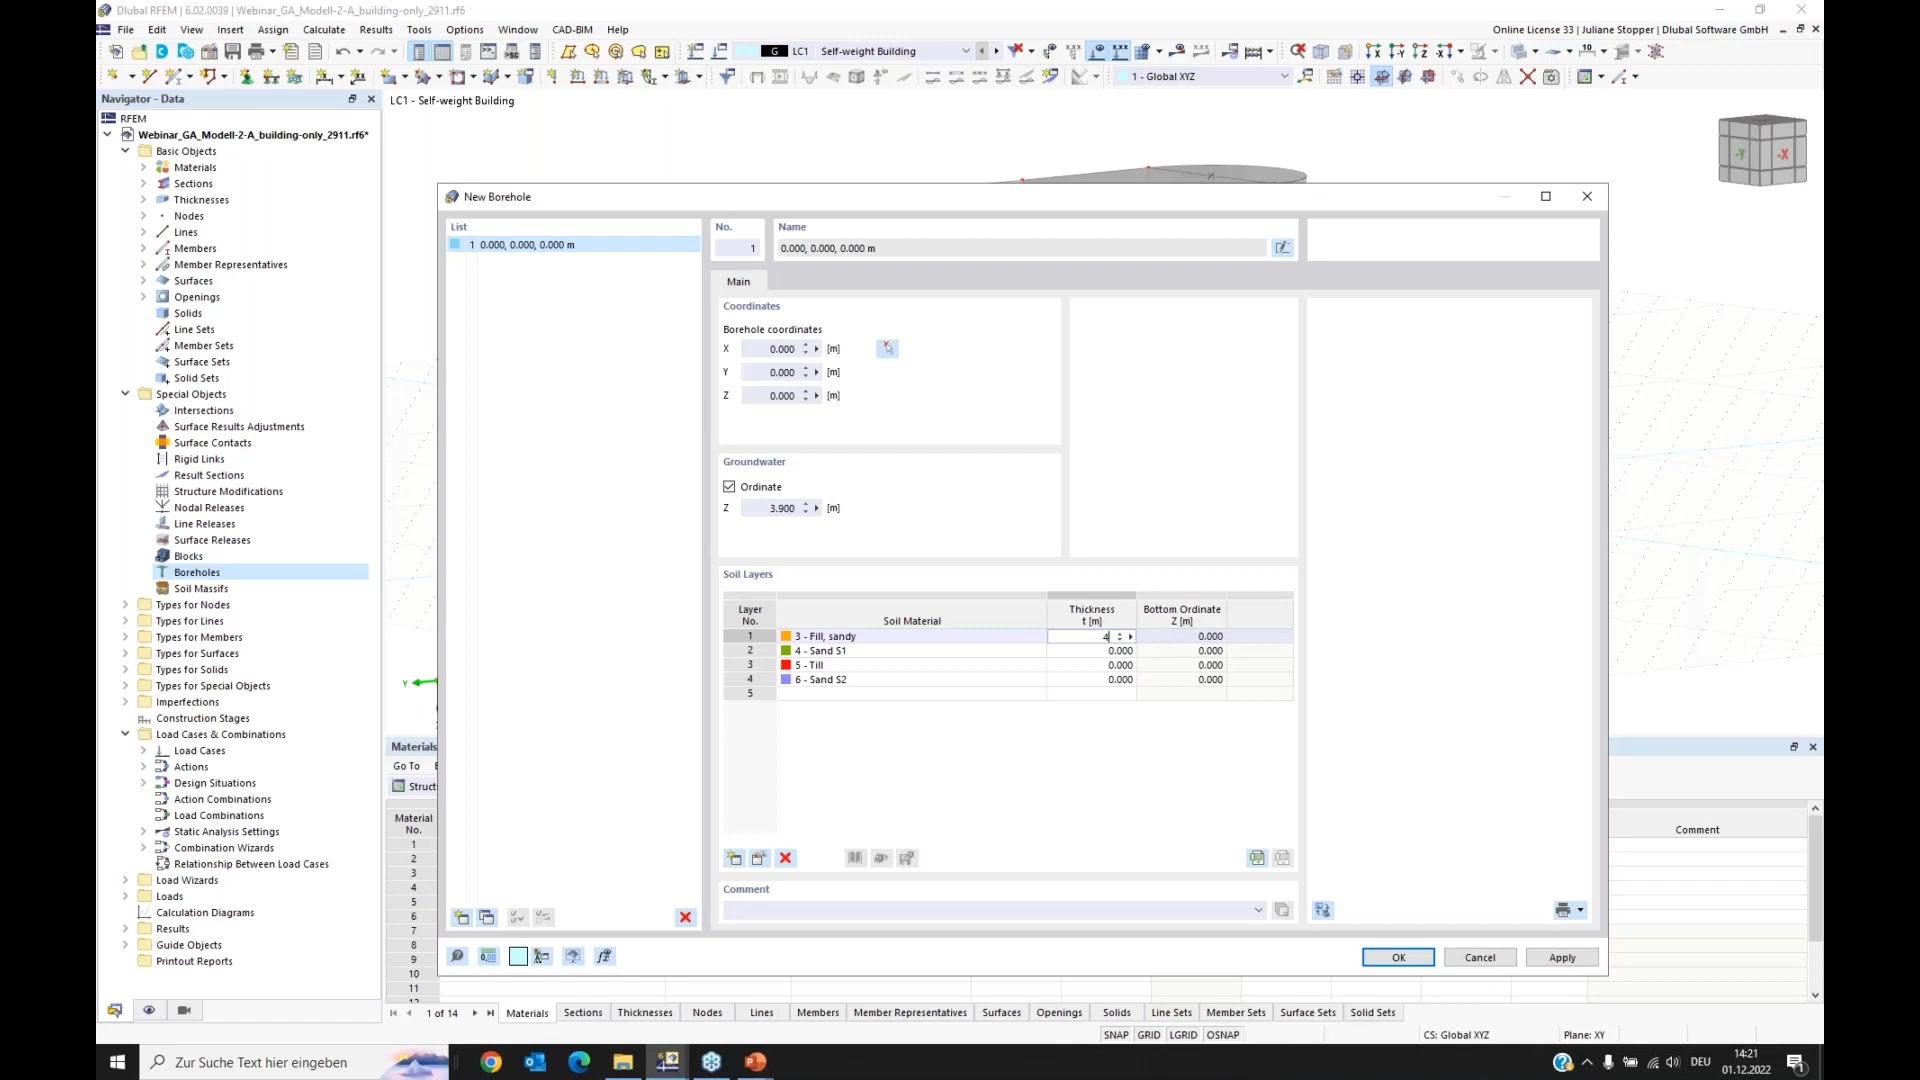 Dlubal RFEM | 6.02.0039 | Webinar_GA_Modell-2-A_building-only_2911.rf6
File Edit View Insert Assign Calculate Results Tools Options Window CAD-BIM Help
Online License 33 | Juliane Stopper | Dlubal Software GmbH
G LC1 Self-weight Building
1 - Global XYZ
Navigator - Data
LC1 - Self-weight Building
RFEM
Webinar_GA_Modell-2-A_building-only_2911.rf6*
Basic Objects
Materials
Sections
Thicknesses
Nodes
Lines
Members
Member Representatives
Surfaces
Openings
Solids
Line Sets
Member Sets
Surface Sets
Solid Sets
Special Objects
Intersections
Surface Results Adjustments
Surface Contacts
Rigid Links
Result Sections
Structure Modifications
Nodal Releases
Line Releases
Surface Releases
Blocks
Boreholes
Soil Massifs
Types for Nodes
Types for Lines
Types for Members
Types for Surfaces
Types for Solids
Types for Special Objects
Imperfections
Construction Stages
Load Cases & Combinations
Load Cases
Actions
Design Situations
Action Combinations
Load Combinations
Static Analysis Settings
Combination Wizards
Relationship Between Load Cases
Load Wizards
Loads
Calculation Diagrams
Results
Guide Objects
Printout Reports
-Y -X
Y
New Borehole
List
1 0.000, 0.000, 0.000 m
No.
1
Name
0.000, 0.000, 0.000 m
Main
Coordinates
Borehole coordinates
X 0.000 [m]
Y 0.000 [m]
Z 0.000 [m]
Groundwater
Ordinate
Z 3.900 [m]
Soil Layers
Layer No. Soil Material Thickness t [m] Bottom Ordinate Z [m]
1 3 - Fill, sandy 4 0.000
2 4 - Sand S1 0.000 0.000
3 5 - Till 0.000 0.000
4 6 - Sand S2 0.000 0.000
5
Comment
OK Cancel Apply
Materials
Go To
Struct
Material No.
Comment
1
2
3
4
5
6
7
8
9
10
11
12
1 of 14 Materials Sections Thicknesses Nodes Lines Members Member Representatives Surfaces Openings Solids Line Sets Member Sets Surface Sets Solid Sets
SNAP GRID LGRID OSNAP CS: Global XYZ Plane: XY
Zur Suche Text hier eingeben
DEU
14:21
01.12.2022